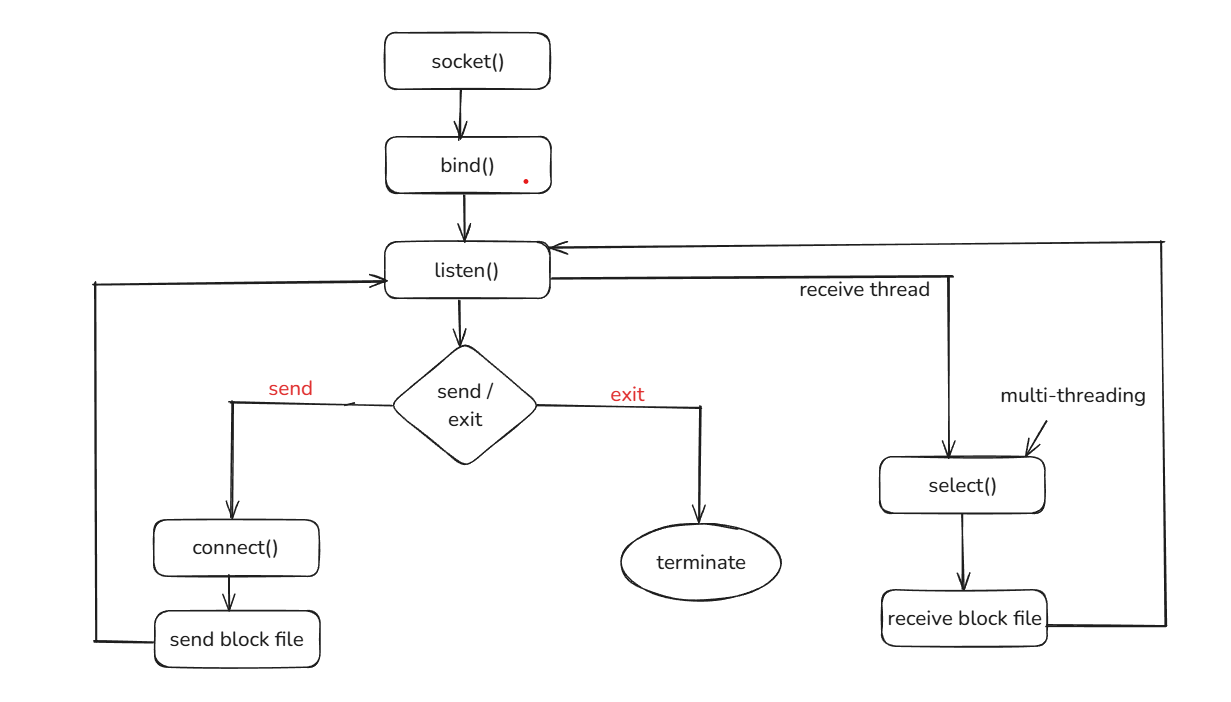 socket()
bind()
listen()
receive thread
send /
exit
send
exit
multi-threading
select()
connect()
terminate
receive block file
send block file